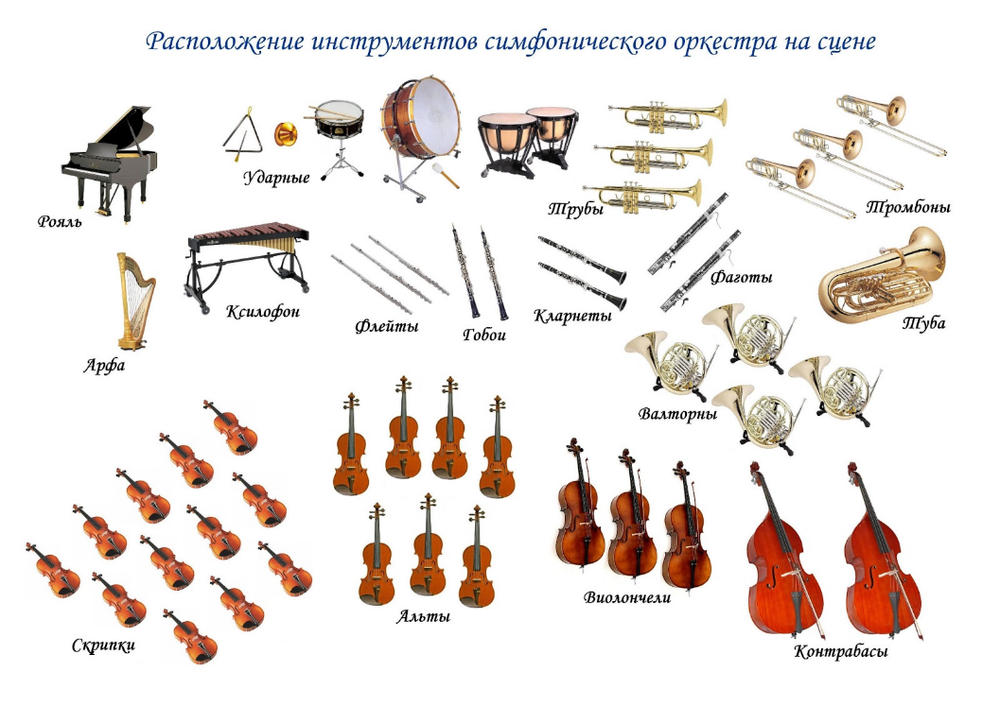 Расположение инструментов симфонического оркестра на сцене
Ударные
Рояль
Трубы
Тромбоны
Ксилофон
Флейты
Гобои
Кларнеты
Фаготы
Туба
Арфа
Валторны
Скрипки
Альты
Виолончели
Контрабасы